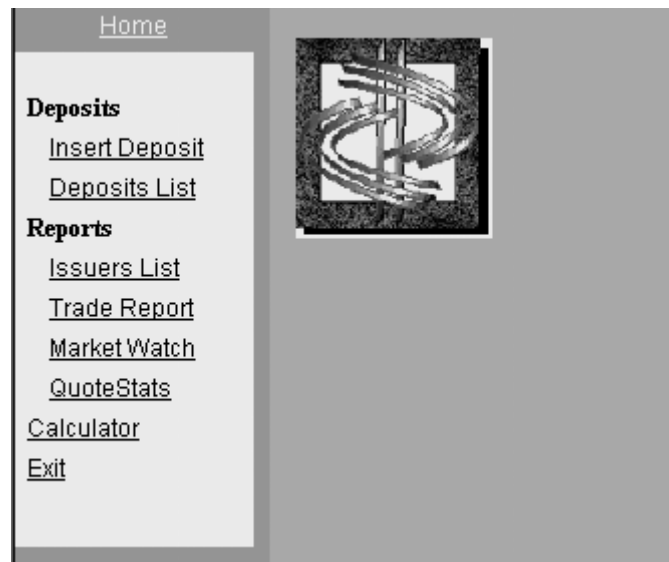 Home
Deposits
Insert Deposit
Deposits List
Reports
Issuers List
Trade Report
Market Watch
QuoteStats
Calculator
Exit